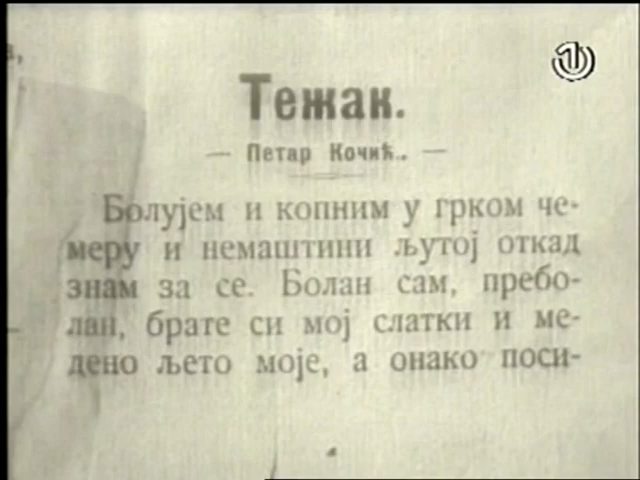 Тежак.
— Петар Кочић. —
Болујем и копним у грком че-
меру и немаштини љутој откад
знам за се. Болан сам, пребо-
лан, брате си мој слатки и ме-
дено љето моје, а онако поси-